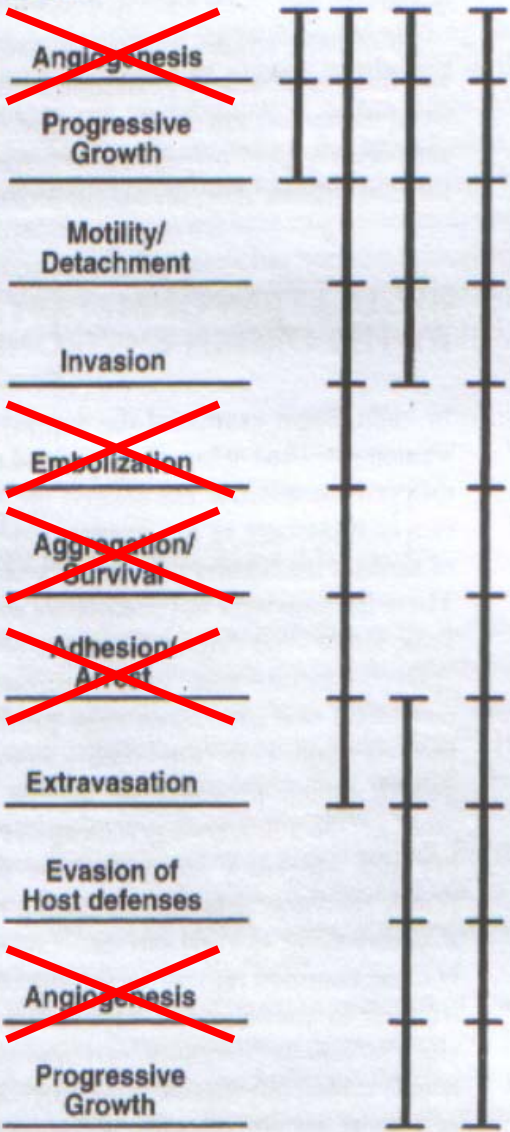 Angiogenesis
Progressive
Growth
Motility/
Detachment
Invasion
Embolization
Aggregation/
Survival
Adhesion/
Arrest
Extravasation
Evasion of
Host defenses
Angiogenesis
Progressive
Growth